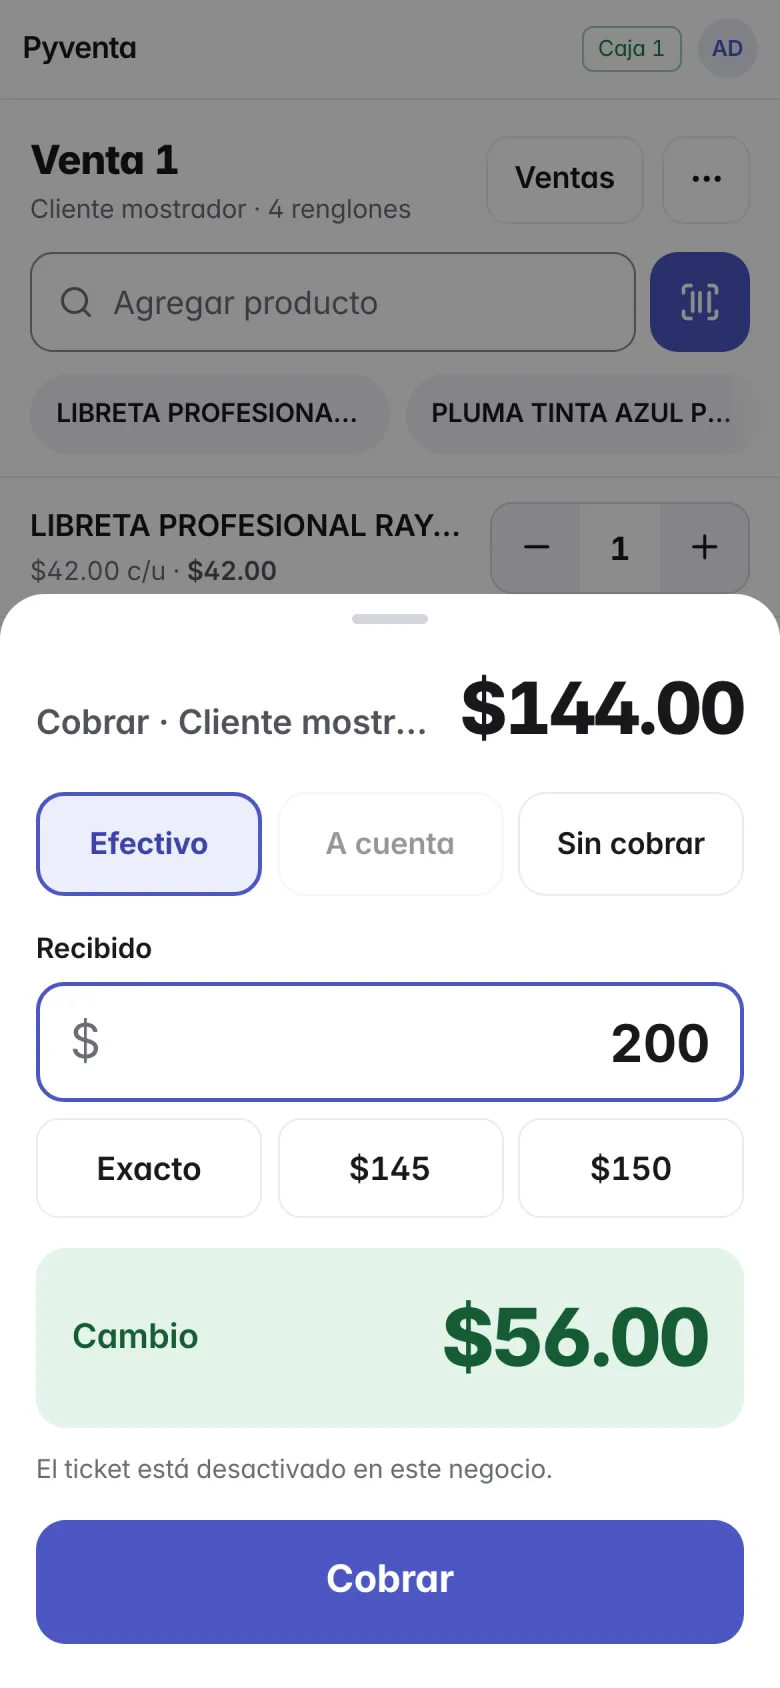 Pyventa
Caja 1
AD
Venta 1
Cliente mostrador · 4 renglones
Ventas
...
Agregar producto
LIBRETA PROFESIONA...
PLUMA TINTA AZUL P...
LIBRETA PROFESIONAL RAY...
$42.00 c/u · $42.00
− 1 +
Cobrar · Cliente mostr... $144.00
Efectivo
A cuenta
Sin cobrar
Recibido
$ 200
Exacto
$145
$150
Cambio $56.00
El ticket está desactivado en este negocio.
Cobrar